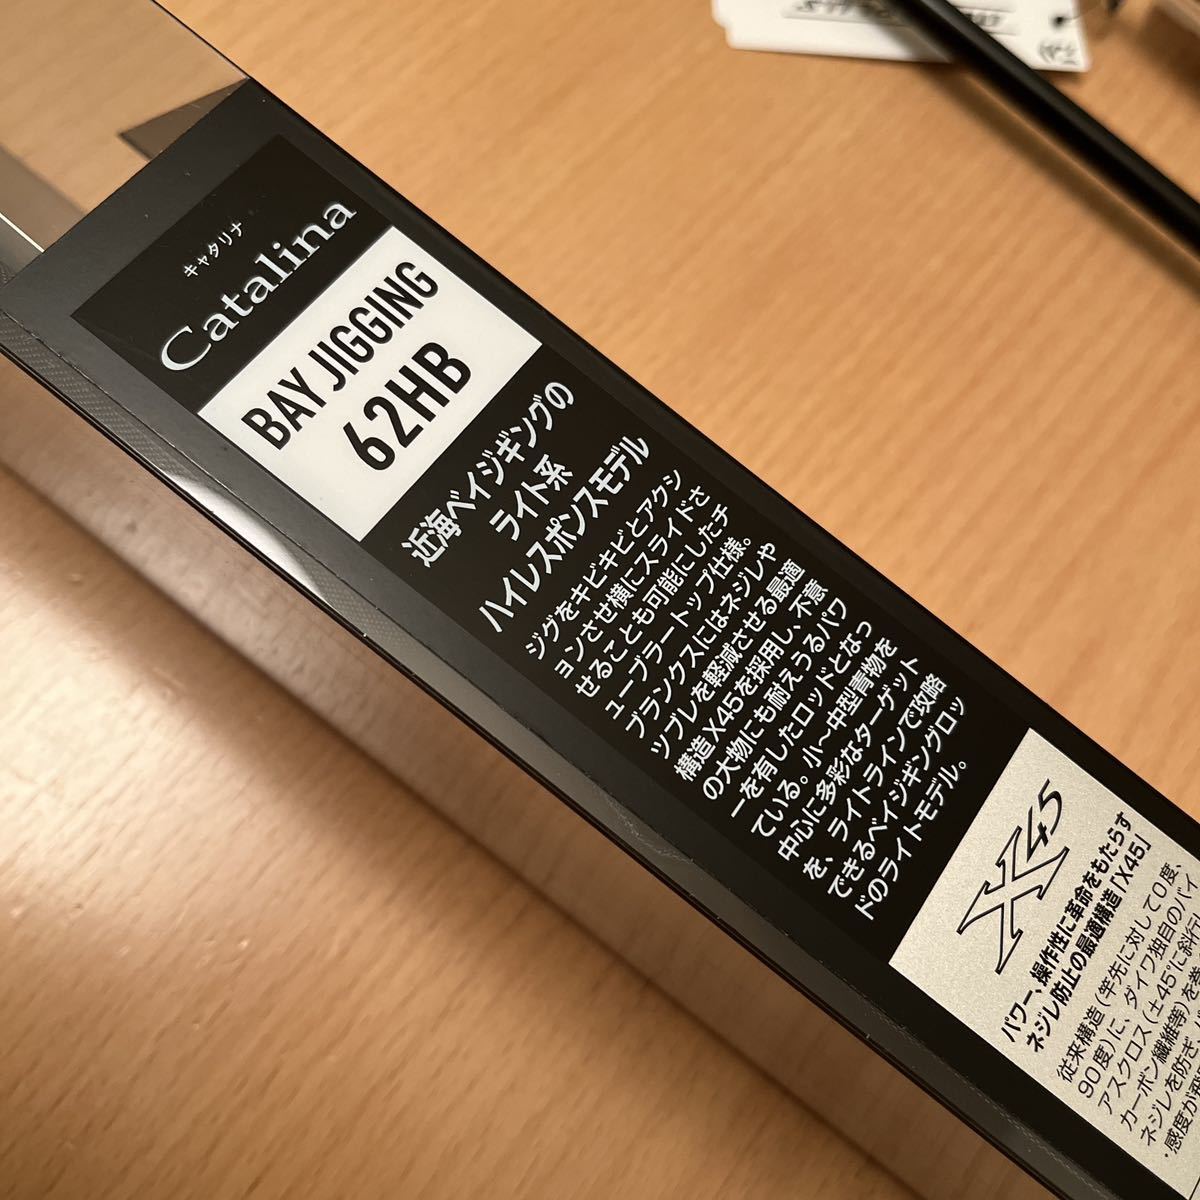 キャタリナ
Catalina
BAY JIGGING
62HB
近海ベイジギングの
ライト系
ハイレスポンスモデル
ジグをキビキビとアクシ
ョンさせ横にスライドさ
せることも可能にしたチ
ューブラートップ仕様。
ブランクスにはネジレや
ツブレを軽減させる最適
構造X45を採用し、不意
の大物にも耐えうるパワ
ーを有したロッドとなっ
ている。小〜中型青物を
中心に多彩なターゲット
を、ライトラインで攻略
できるベイジギングロッ
ドのライトモデル。
X45
パワー、操作性に革命をもたらす
ネジレ防止の最適構造「X45」
従来構造(竿先に対して0度、
90度)に、ダイワ独自のバイ
アスクロス(±45°に斜行し
カーボン繊維等)を巻
ネジレを防ぎ、
・感度が飛